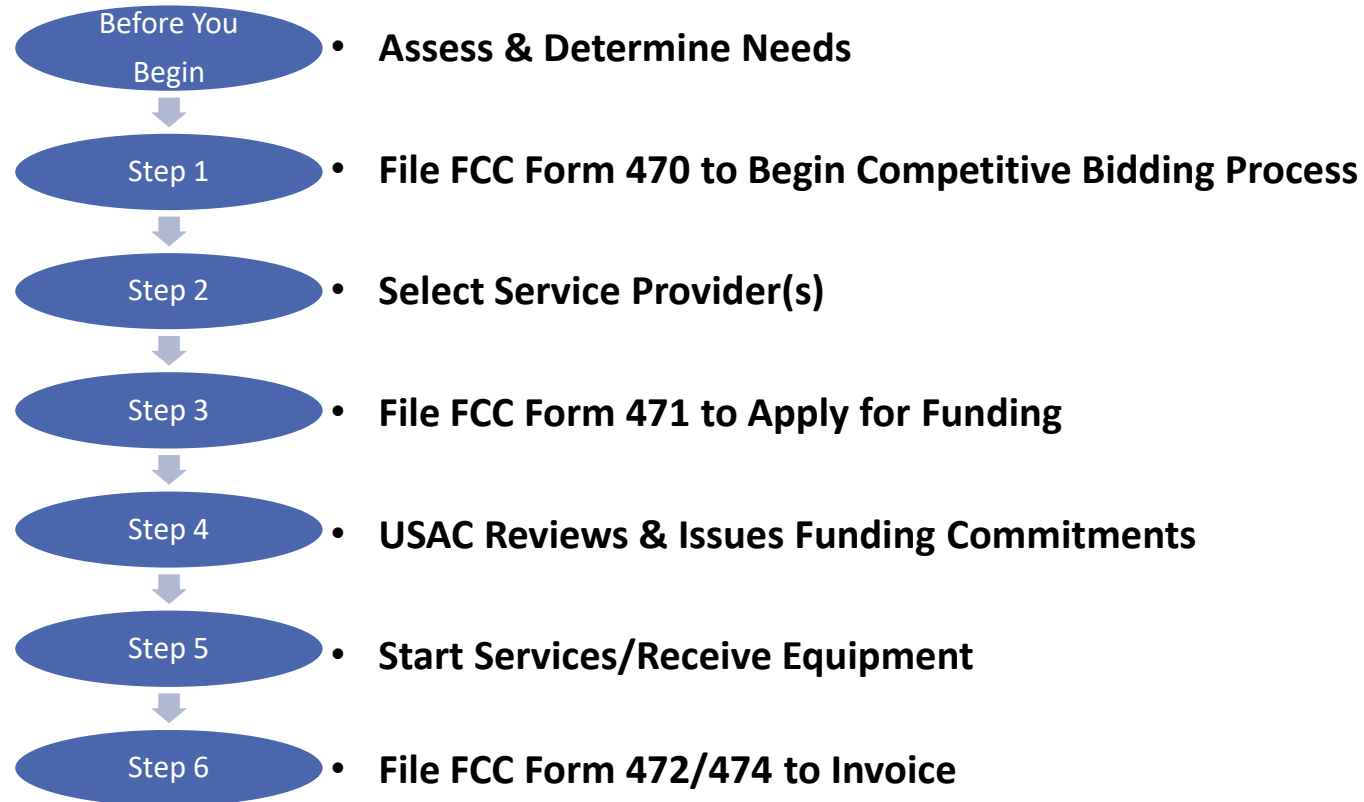 Before You
Begin
• Assess & Determine Needs
Step 1
• File FCC Form 470 to Begin Competitive Bidding Process
Step 2
• Select Service Provider(s)
Step 3
• File FCC Form 471 to Apply for Funding
Step 4
• USAC Reviews & Issues Funding Commitments
Step 5
• Start Services/Receive Equipment
Step 6
• File FCC Form 472/474 to Invoice